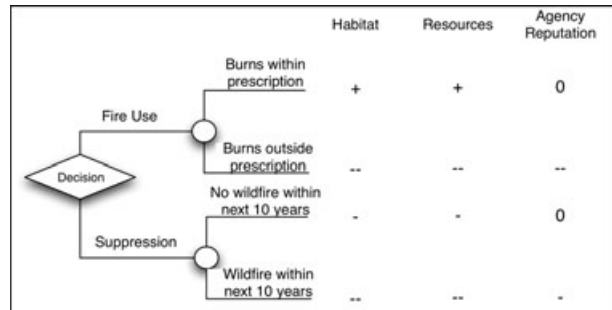 Habitat Resources Agency
Reputation
Burns within
prescription + + 0
Fire Use
Burns outside
prescription -- -- --
Decision
No wildfire within
next 10 years - - 0
Suppression
Wildfire within
next 10 years -- -- -